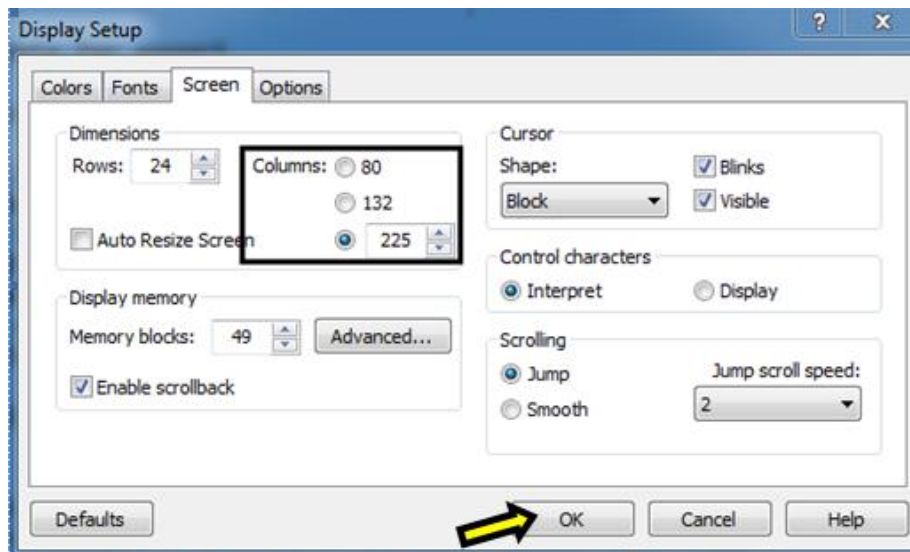 Display Setup
Colors Fonts Screen Options
Dimensions
Rows: 24
Columns: 80
132
225
Auto Resize Screen
Display memory
Memory blocks: 49 Advanced...
Enable scrollback
Cursor
Shape:
Block
Blinks
Visible
Control characters
Interpret Display
Scrolling
Jump
Smooth
Jump scroll speed:
2
Defaults OK Cancel Help